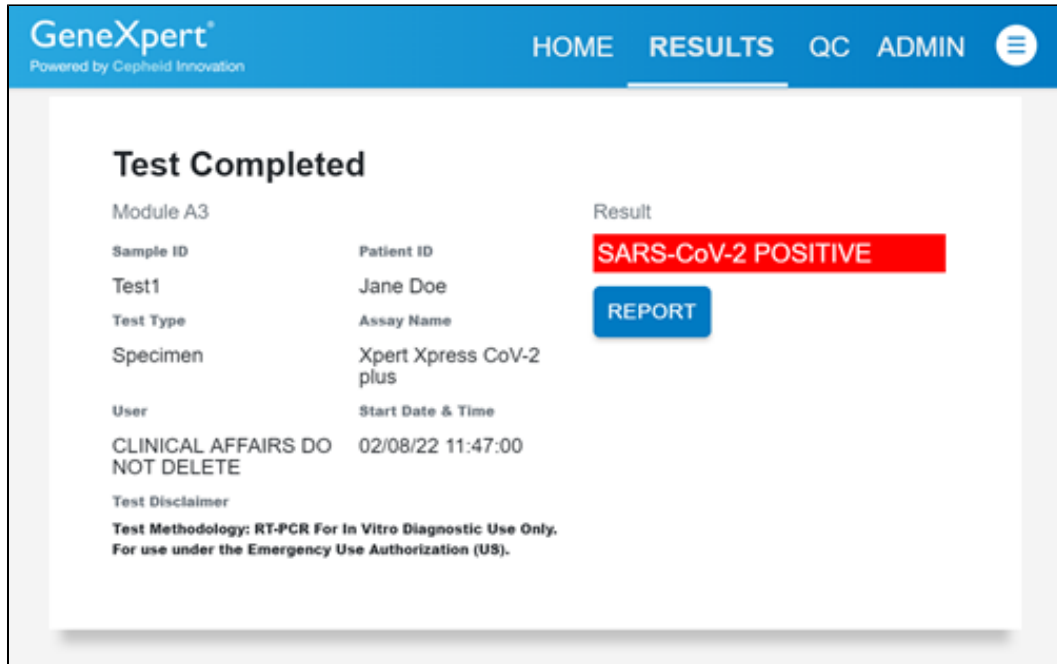 GeneXpert®
Powered by Cepheid Innovation
HOME RESULTS QC ADMIN
Test Completed
Module A3
Sample ID Patient ID
Test1 Jane Doe
Test Type Assay Name
Specimen Xpert Xpress CoV-2
plus
User Start Date & Time
CLINICAL AFFAIRS DO 02/08/22 11:47:00
NOT DELETE
Test Disclaimer
Test Methodology: RT-PCR For In Vitro Diagnostic Use Only.
For use under the Emergency Use Authorization (US).
Result
SARS-CoV-2 POSITIVE
REPORT